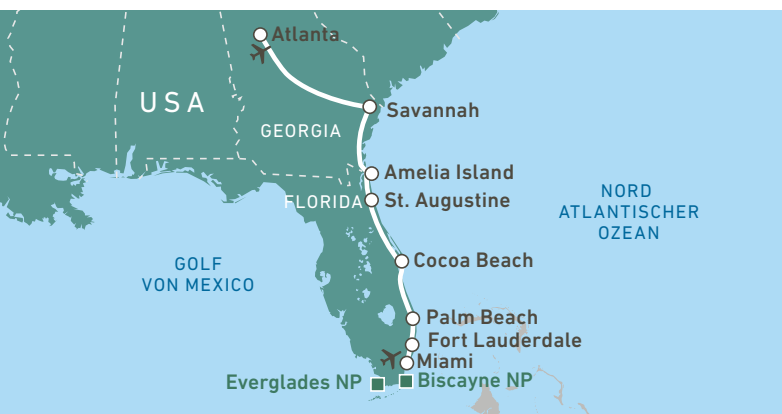 Atlanta
USA
Savannah
GEORGIA
Amelia Island
NORD
ATLANTISCHER
OZEAN
FLORIDA
St. Augustine
Cocoa Beach
GOLF
VON MEXICO
Palm Beach
Fort Lauderdale
Miami
Everglades NP
Biscayne NP